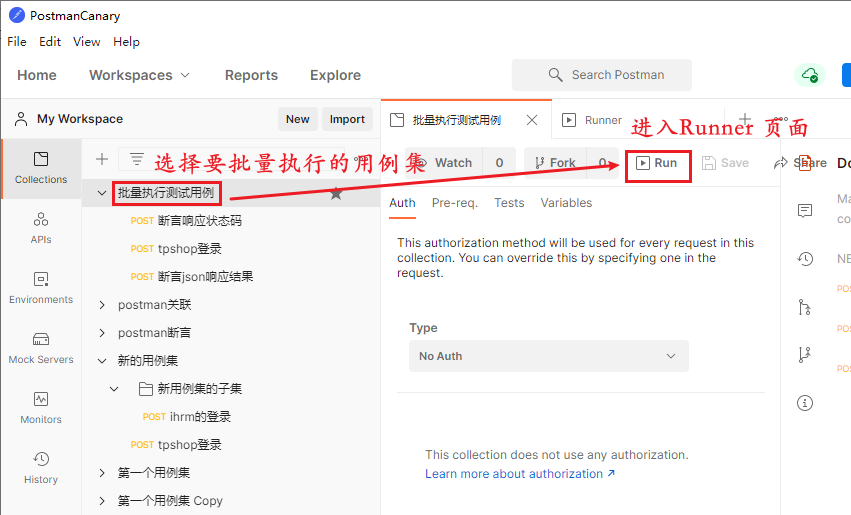 PostmanCanary
File Edit View Help
Home Workspaces Reports Explore Search Postman
My Workspace New Import 批量执行测试用例 Runner
进入Runner 页面
选择要批量执行的用例集 Watch 0 Fork 0 Run Save Share Do
Collections
批量执行测试用例
POST 断言响应状态码
POST tpshop登录
POST 断言json响应结果
postman关联
postman断言
新的用例集
新用例集的子集
POST ihrm的登录
POST tpshop登录
第一个用例集
第一个用例集 Copy
APIs
Environments
Mock Servers
Monitors
History
Auth Pre-req. Tests Variables
This authorization method will be used for every request in this
collection. You can override this by specifying one in the
request.
Type
No Auth
This collection does not use any authorization.
Learn more about authorization ↗
Ma
co
NE
POS
POS
POS